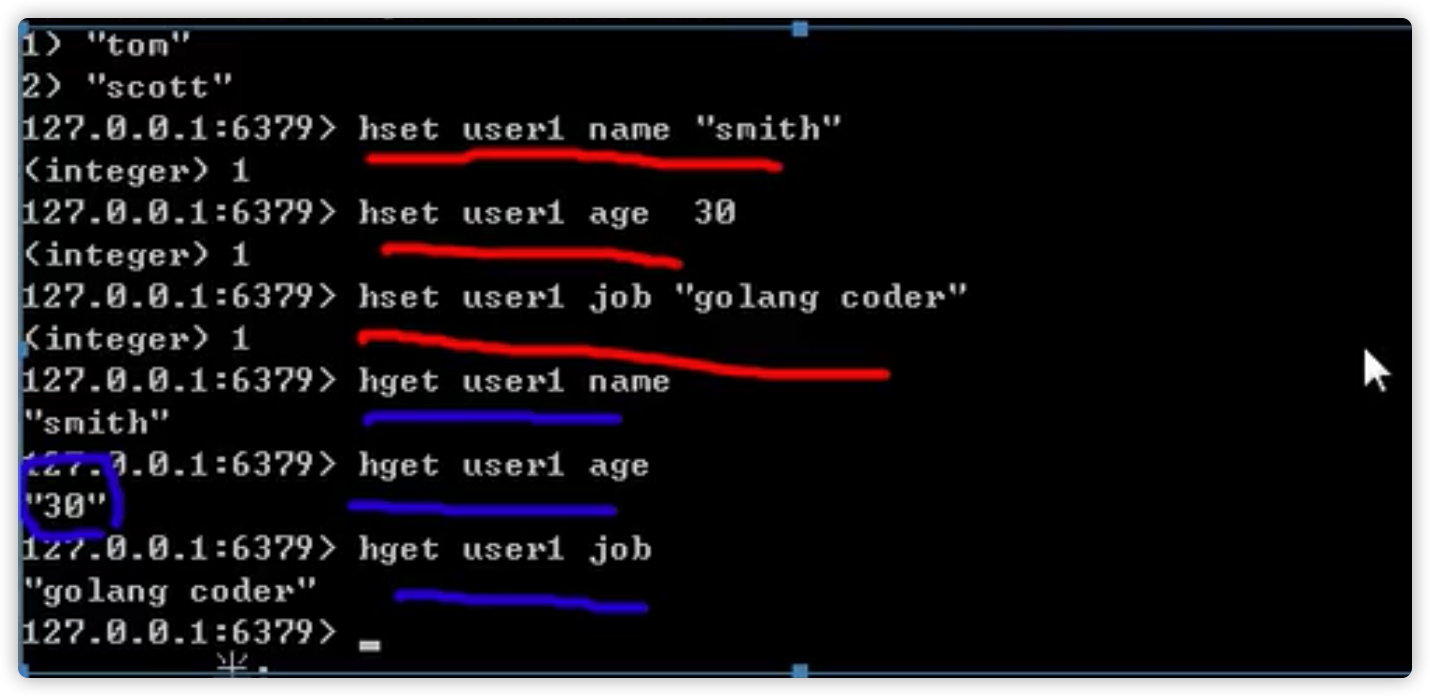 1) "tom"
2) "scott"
127.0.0.1:6379> hset user1 name "smith"
(integer) 1
127.0.0.1:6379> hset user1 age  30
(integer) 1
127.0.0.1:6379> hset user1 job "golang coder"
(integer) 1
127.0.0.1:6379> hget user1 name
"smith"
127.0.0.1:6379> hget user1 age
"30"
127.0.0.1:6379> hget user1 job
"golang coder"
127.0.0.1:6379>